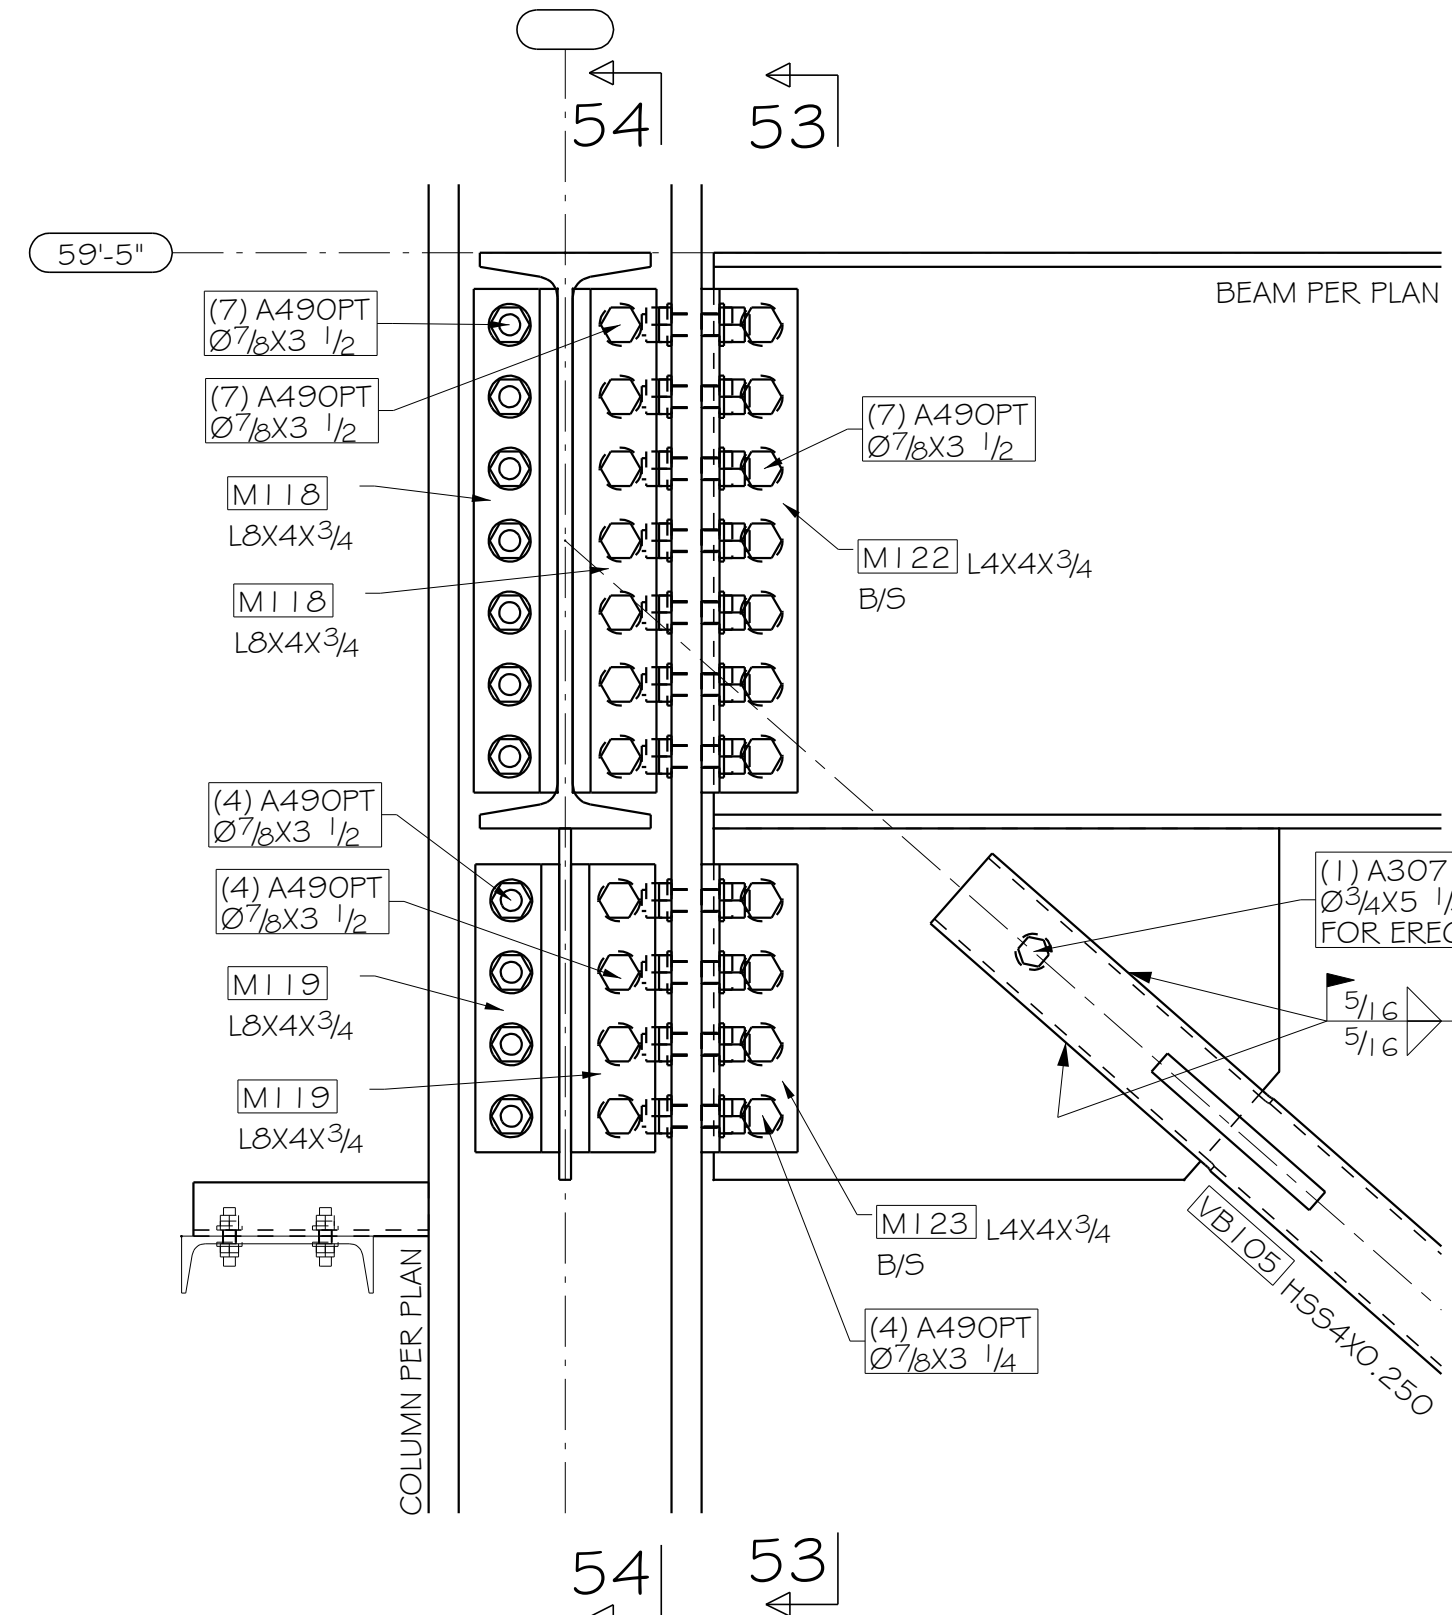 54
53
59'-5"
BEAM PER PLAN
(7) A490PT
Ø7/8X3 1/2
(7) A490PT
Ø7/8X3 1/2
(7) A490PT
Ø7/8X3 1/2
M118
L8X4X3/4
M122 L4X4X3/4
B/S
M118
L8X4X3/4
(4) A490PT
Ø7/8X3 1/2
(4) A490PT
Ø7/8X3 1/2
(1) A307
Ø3/4X5
FOR
M119
L8X4X3/4
5/16
5/16
M119
L8X4X3/4
M123 L4X4X3/4
B/S
VB105 HSS4X0.250
(4) A490PT
Ø7/8X3 1/4
COLUMN PER PLAN
54
53